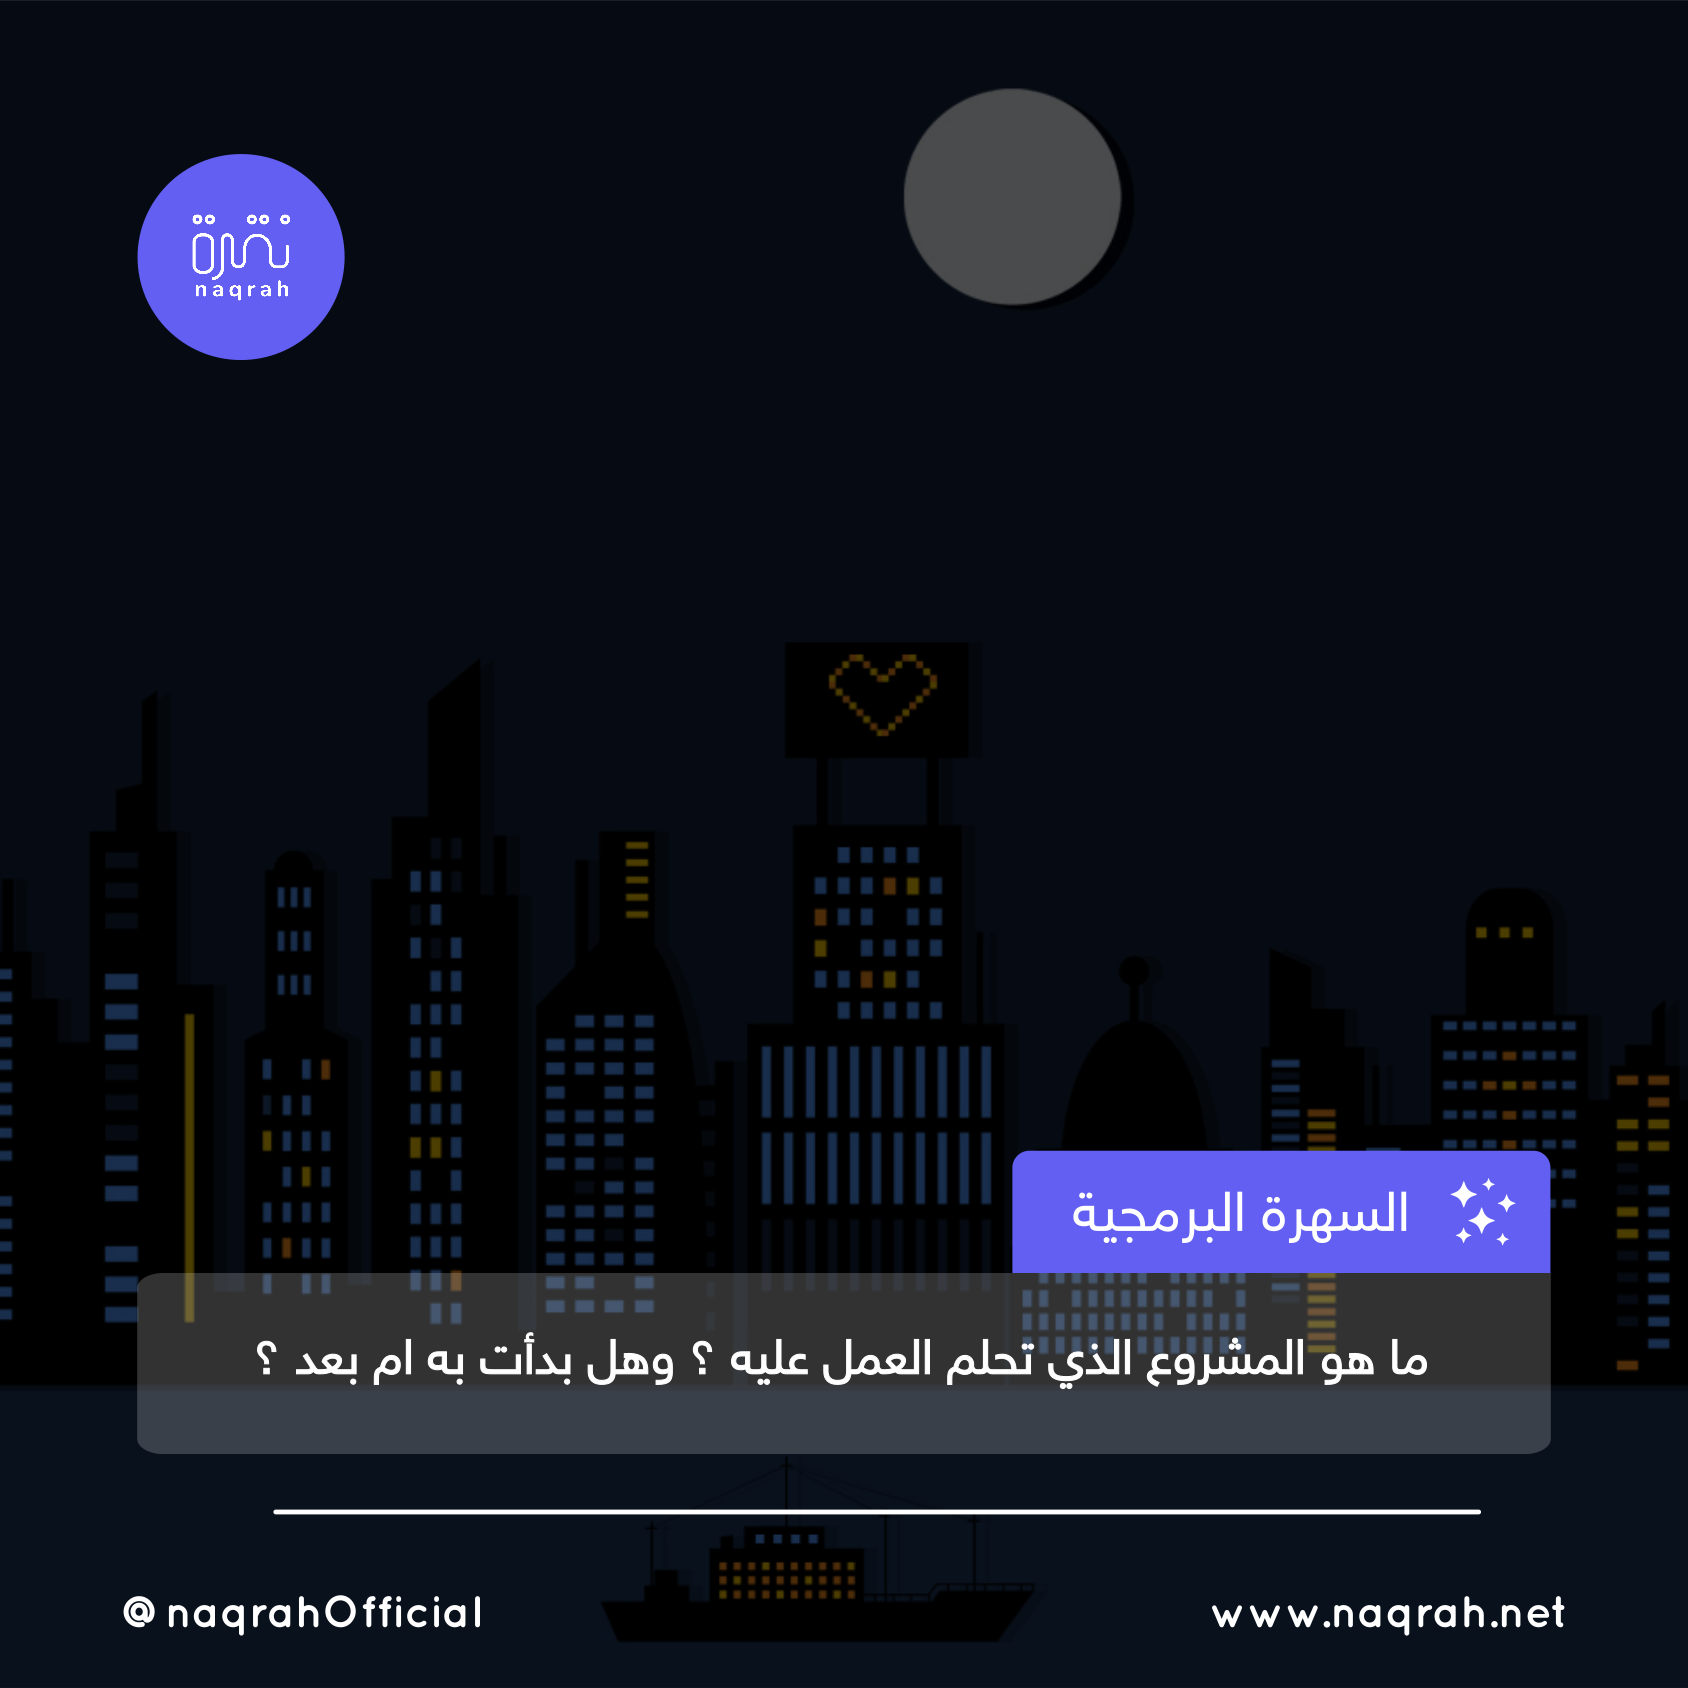 نقرة
naqrah
السهرة البرمجية
ما هو المشروع الذي تحلم العمل عليه ؟ وهل بدأت به ام بعد ؟
@naqrahOfficial
www.naqrah.net